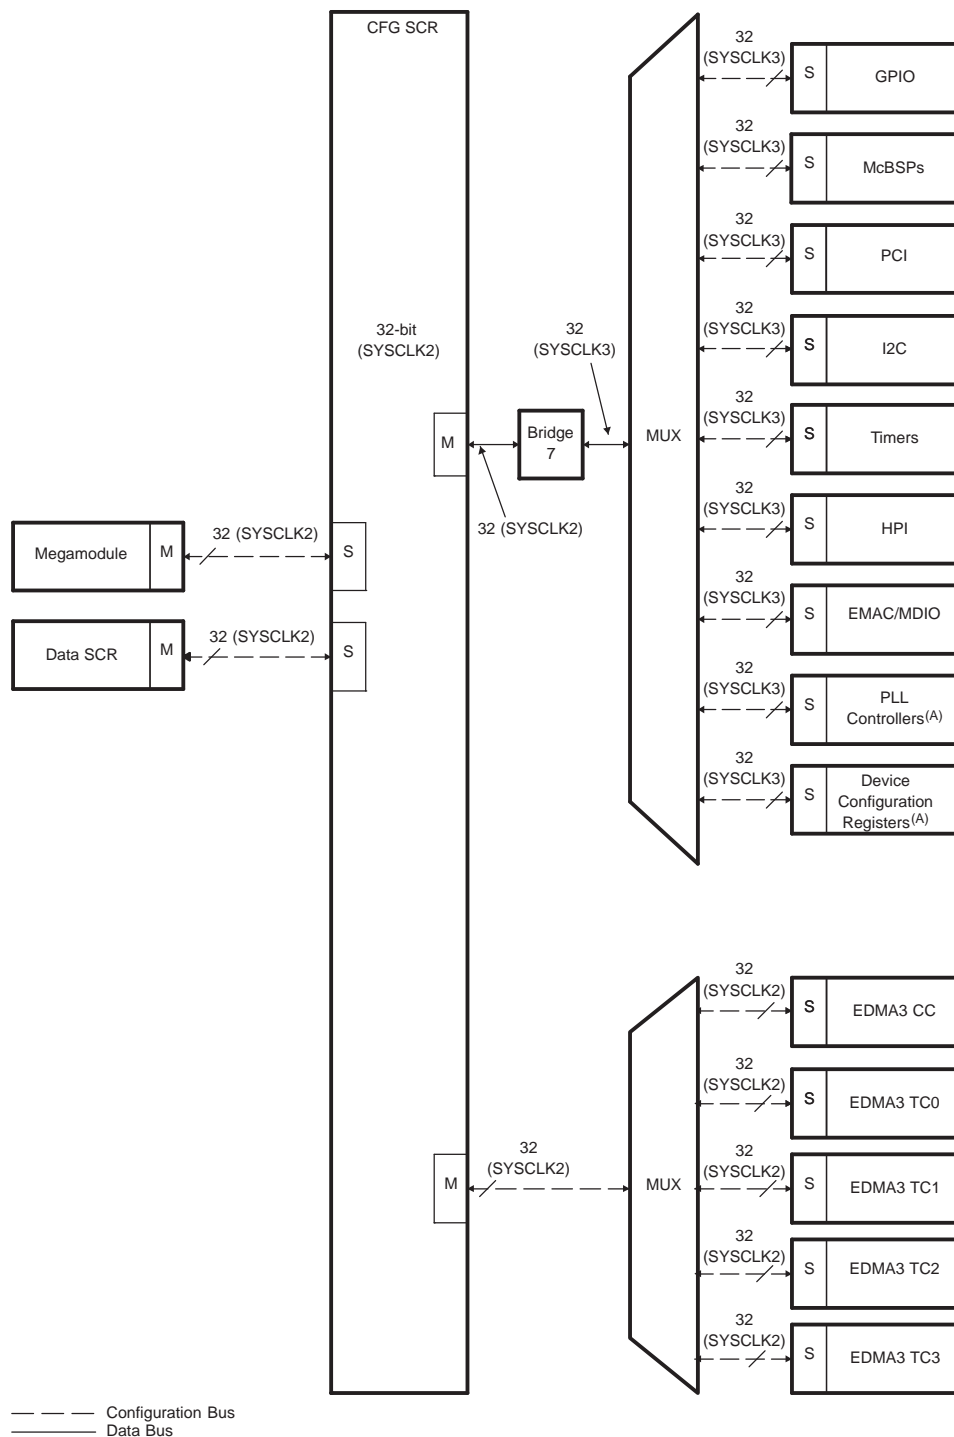 CFG SCR
32-bit
(SYSCLK2)
M
32 (SYSCLK2)
Bridge
7
32
(SYSCLK3)
MUX
32
(SYSCLK3)
S
GPIO
32
(SYSCLK3)
S
McBSPs
32
(SYSCLK3)
S
PCI
32
(SYSCLK3)
S
I2C
32
(SYSCLK3)
S
Timers
32
(SYSCLK3)
S
HPI
32
(SYSCLK3)
S
EMAC/MDIO
32
(SYSCLK3)
S
PLL
Controllers(A)
32
(SYSCLK3)
S
Device
Configuration
Registers(A)
Megamodule
M
32 (SYSCLK2)
S
Data SCR
M
32 (SYSCLK2)
S
M
32
(SYSCLK2)
MUX
32
(SYSCLK2)
S
EDMA3 CC
32
(SYSCLK2)
S
EDMA3 TC0
32
(SYSCLK2)
S
EDMA3 TC1
32
(SYSCLK2)
S
EDMA3 TC2
32
(SYSCLK2)
S
EDMA3 TC3
Configuration Bus
Data Bus